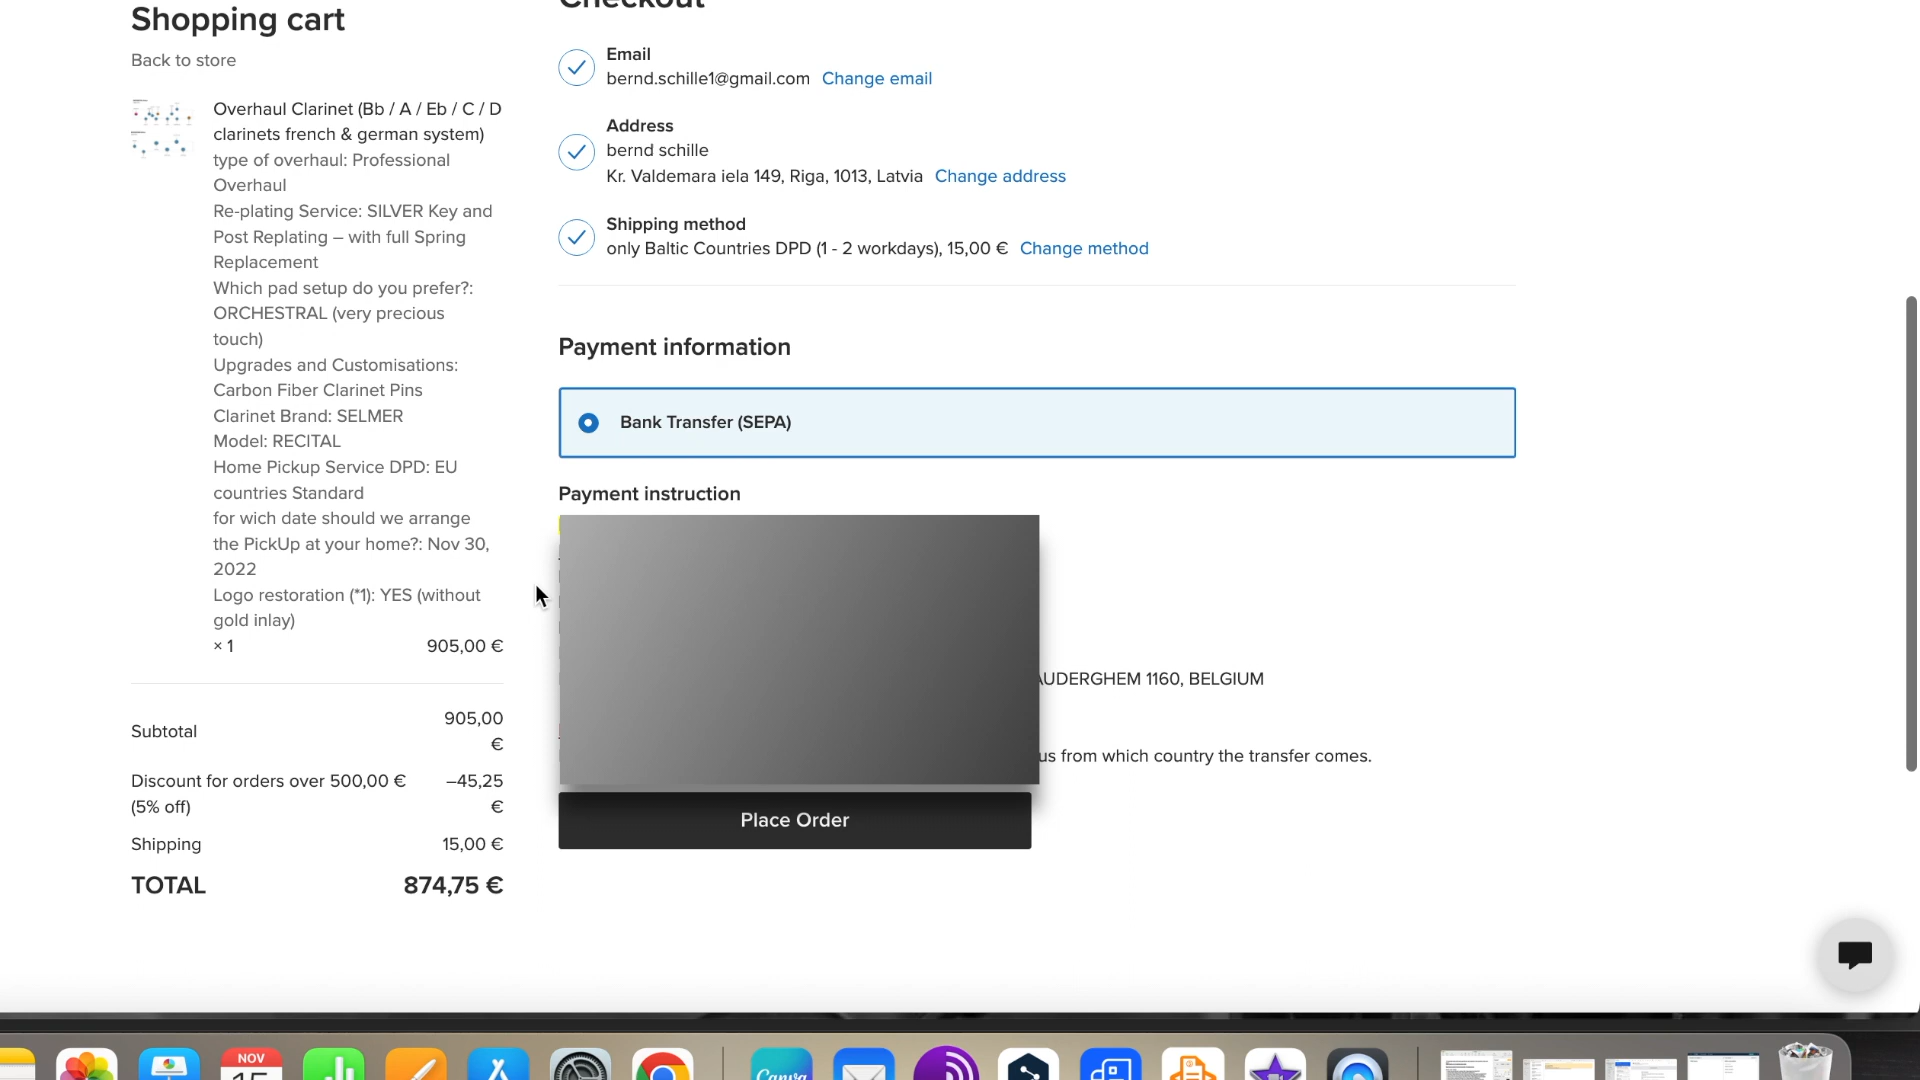 Shopping cart
Back to store
Overhaul Clarinet (Bb / A / Eb / C / D
clarinets french & german system)
type of overhaul: Professional
Overhaul
Re-plating Service: SILVER Key and
Post Replating – with full Spring
Replacement
Which pad setup do you prefer?:
ORCHESTRAL (very precious
touch)
Upgrades and Customisations:
Carbon Fiber Clarinet Pins
Clarinet Brand: SELMER
Model: RECITAL
Home Pickup Service DPD: EU
countries Standard
for wich date should we arrange
the PickUp at your home?: Nov 30,
2022
Logo restoration (*1): YES (without
gold inlay)
× 1 905,00 €
Subtotal 905,00 €
Discount for orders over 500,00 €
(5% off) –45,25 €
Shipping 15,00 €
TOTAL 874,75 €
Checkout
Email
bernd.schille1@gmail.com Change email
Address
bernd schille
Kr. Valdemara iela 149, Riga, 1013, Latvia Change address
Shipping method
only Baltic Countries DPD (1 - 2 workdays), 15,00 € Change method
Payment information
Bank Transfer (SEPA)
Payment instruction
AUDERGHEM 1160, BELGIUM
us from which country the transfer comes.
Place Order
NOV
15
Canva